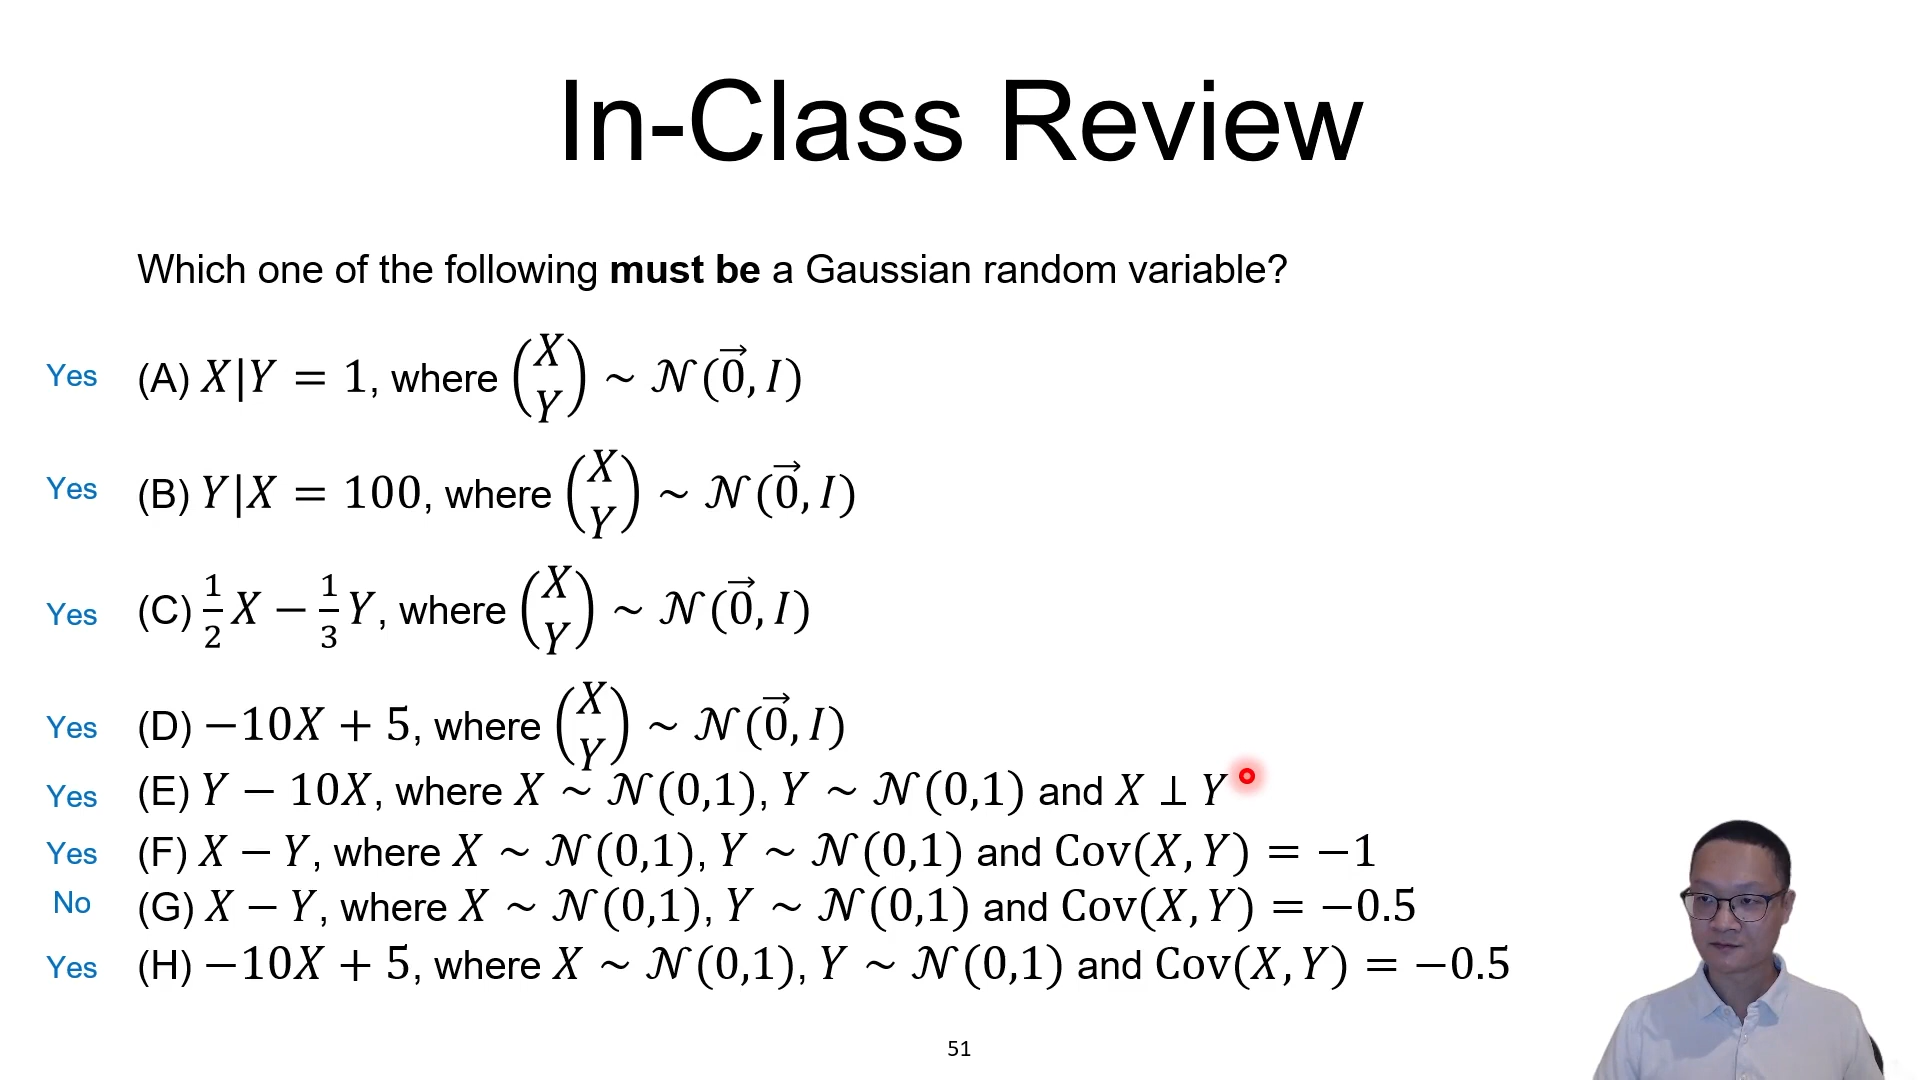 In-Class Review
Which one of the following must be a Gaussian random variable?
Yes (A) X|Y = 1, where (X Y) ~ 𝒩(0⃗, I)
Yes (B) Y|X = 100, where (X Y) ~ 𝒩(0⃗, I)
Yes (C) 1/2 X − 1/3 Y, where (X Y) ~ 𝒩(0⃗, I)
Yes (D) −10X + 5, where (X Y) ~ 𝒩(0⃗, I)
Yes (E) Y − 10X, where X ~ 𝒩(0,1), Y ~ 𝒩(0,1) and X ⊥ Y
Yes (F) X − Y, where X ~ 𝒩(0,1), Y ~ 𝒩(0,1) and Cov(X, Y) = −1
No (G) X − Y, where X ~ 𝒩(0,1), Y ~ 𝒩(0,1) and Cov(X, Y) = −0.5
Yes (H) −10X + 5, where X ~ 𝒩(0,1), Y ~ 𝒩(0,1) and Cov(X, Y) = −0.5
51